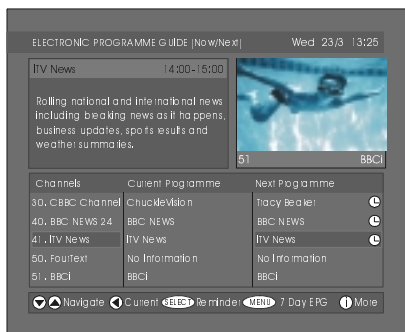 ELECTRONIC PROGRAMME GUIDE [Now/Next] Wed 23/3 13:25
ITV News 14:00-15:00
Rolling national and international news
including breaking news as it happens,
business updates, sports results and
weather summaries.
51 BBCi
Channels Current Programme Next Programme
30. CBBC Channel ChuckleVision Tracy Beaker
40. BBC NEWS 24 BBC NEWS BBC NEWS
41. ITV News ITV News ITV News
50. FourText No Information No Information
51. BBCi BBCi BBCi
Navigate Current SELECT Reminder MENU 7 Day EPG i More